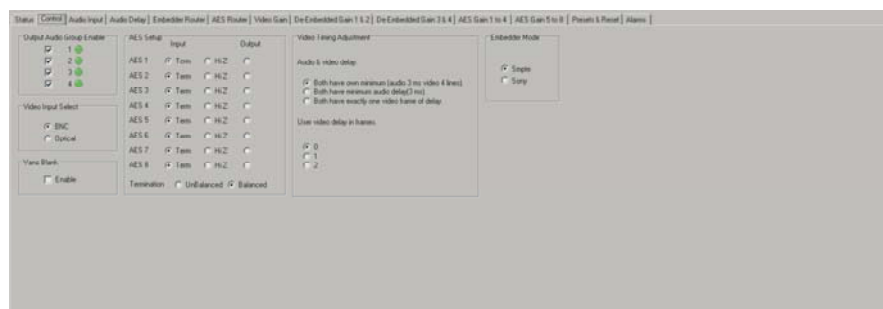 Status Control Audio Input Audio Delay Embedder Router AES Router Video Gain De-Embedded Gain 1 & 2 De-Embedded Gain 3 & 4 AES Gain 1 to 4 AES Gain 5 to 8 Presets & Reset Alarms
Output Audio Group Enable
1
2
3
4
Video Input Select
BNC
Optical
Vanc Blank
Enable
AES Setup
Input Output
AES 1 Term Hi-Z
AES 2 Term Hi-Z
AES 3 Term Hi-Z
AES 4 Term Hi-Z
AES 5 Term Hi-Z
AES 6 Term Hi-Z
AES 7 Term Hi-Z
AES 8 Term Hi-Z
Termination UnBalanced Balanced
Video Timing Adjustment
Audio & video delay
Both have own minimum (audio 3 ms video 4 lines)
Both have minimum audio delay(3 ms)
Both have exactly one video frame of delay
User video delay in frames
0
1
2
Embedder Mode
Smpte
Sony